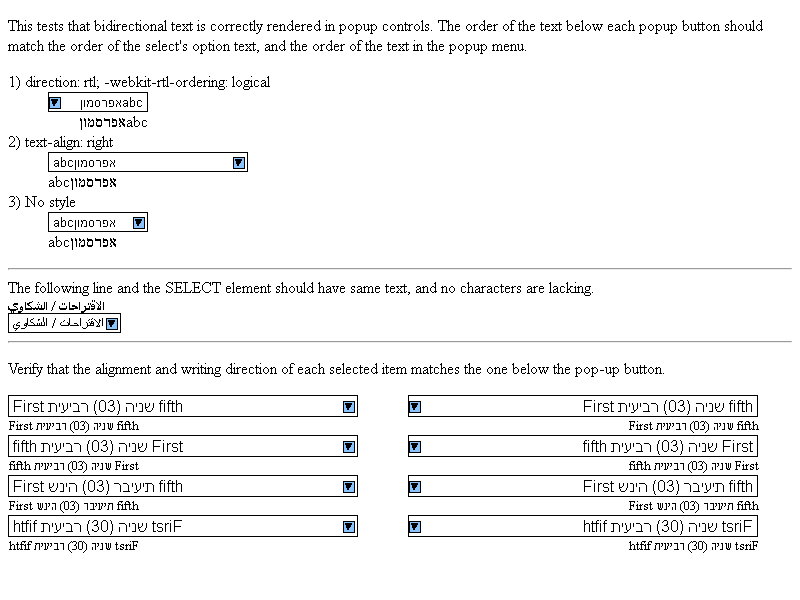 This tests that bidirectional text is correctly rendered in popup controls. The order of the text below each popup button should
match the order of the select's option text, and the order of the text in the popup menu.
1) direction: rtl; -webkit-rtl-ordering: logical
abcאפרסמון
abcאפרסמון
2) text-align: right
abcאפרסמון
abcאפרסמון
3) No style
abcאפרסמון
abcאפרסמון
The following line and the SELECT element should have same text, and no characters are lacking.
الاقتراحات / الشكاوي
الاقتراحات / الشكاوي
Verify that the alignment and writing direction of each selected item matches the one below the pop-up button.
First שניה (03) רביעית fifth
First שניה (03) רביעית fifth
First שניה (03) רביעית fifth
First שניה (03) רביעית fifth
fifth שניה (03) רביעית First
fifth שניה (03) רביעית First
fifth שניה (03) רביעית First
fifth שניה (03) רביעית First
First תיעיבר (03) הינש fifth
First תיעיבר (03) הינש fifth
First תיעיבר (03) הינש fifth
First תיעיבר (03) הינש fifth
htfif שניה (30) רביעית tsriF
htfif שניה (30) רביעית tsriF
htfif שניה (30) רביעית tsriF
htfif שניה (30) רביעית tsriF